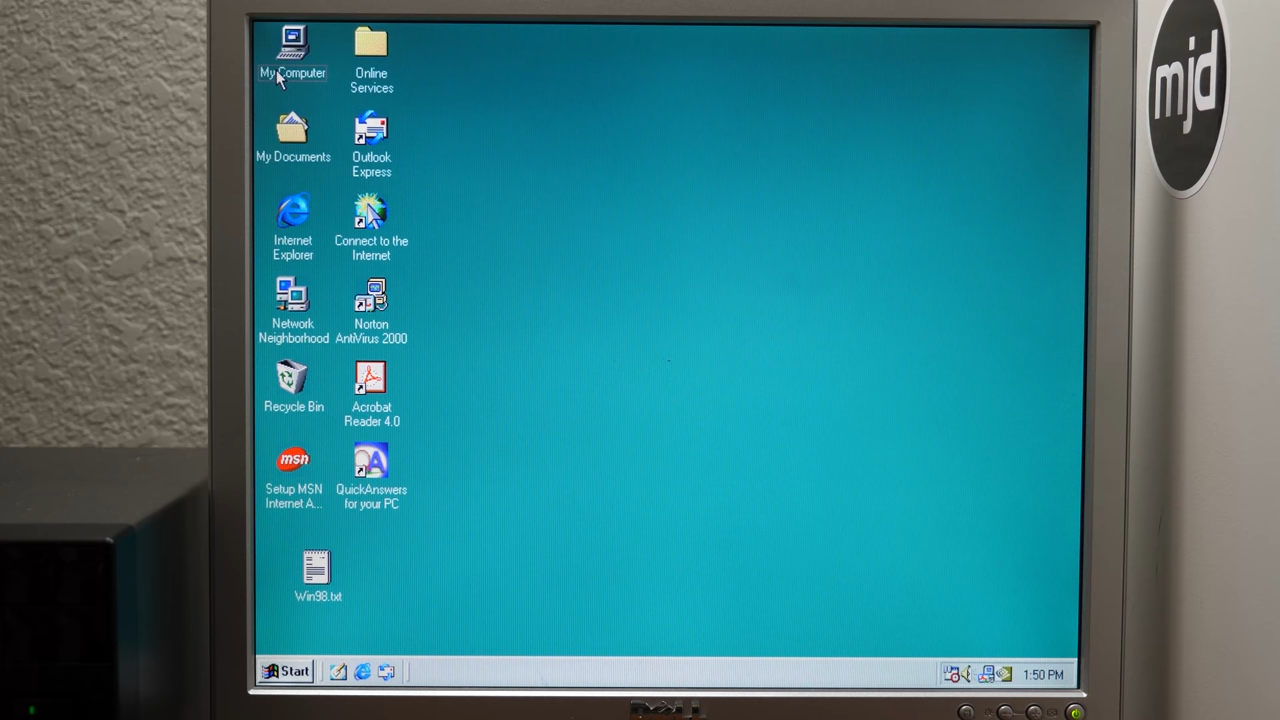 mjd
My Computer
Online
Services
My Documents
Outlook
Express
Internet
Explorer
Connect to the
Internet
Network
Neighborhood
Norton
AntiVirus 2000
Recycle Bin
Acrobat
Reader 4.0
msn
Setup MSN
Internet A...
QuickAnswers
for your PC
Win98.txt
Start
1:50 PM
DELL